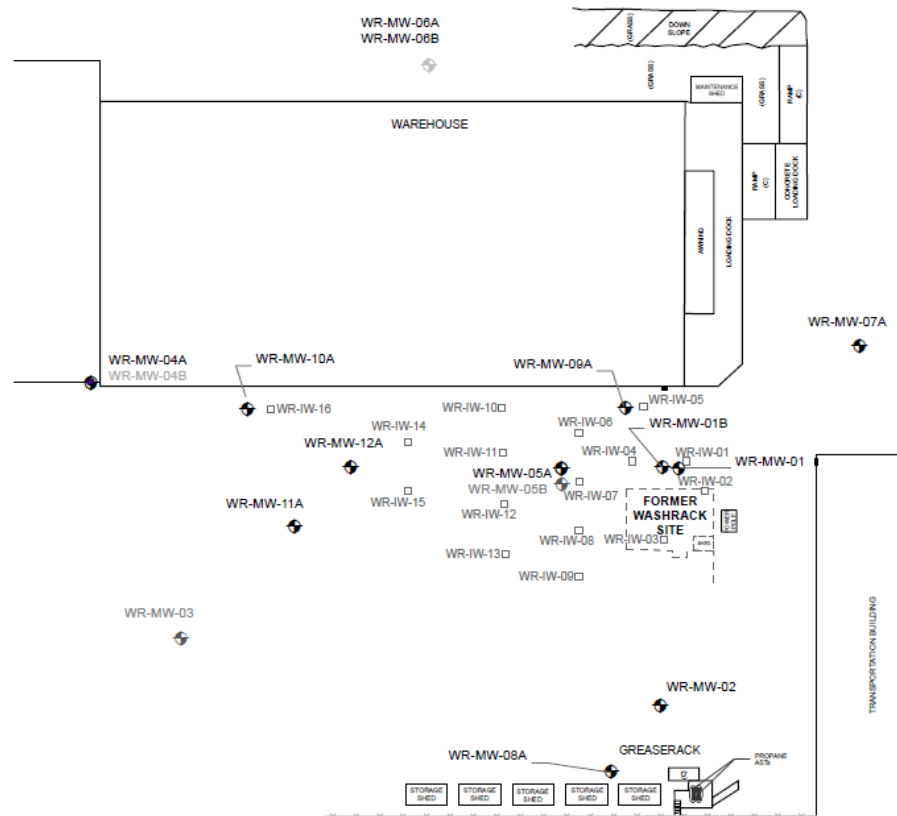 WR-MW-06A
WR-MW-06B
(GRASS)
DOWN
SLOPE
(GRASS)
MAINTENANCE
SHED
(GRASS)
RAMP
(C)
WAREHOUSE
RAMP
(C)
CONCRETE
LOADING DOCK
AWNING
LOADING DOCK
WR-MW-07A
WR-MW-04A
WR-MW-04B
WR-MW-10A
WR-MW-09A
WR-IW-16
WR-IW-10
WR-IW-05
WR-MW-01B
WR-IW-14
WR-IW-06
WR-MW-12A
WR-IW-11
WR-IW-04
WR-IW-01
WR-MW-01
WR-MW-05A
WR-MW-05B
WR-IW-07
WR-IW-02
WR-IW-15
WR-MW-11A
WR-IW-12
FORMER
WASHRACK
SITE
POWER
POLE
WR-IW-08
WR-IW-03
SHED
WR-IW-13
WR-IW-09
WR-MW-03
TRANSPORTATION BUILDING
WR-MW-02
WR-MW-08A
GREASERACK
PROPANE
ASTs
(C)
STORAGE
SHED
STORAGE
SHED
STORAGE
SHED
STORAGE
SHED
STORAGE
SHED